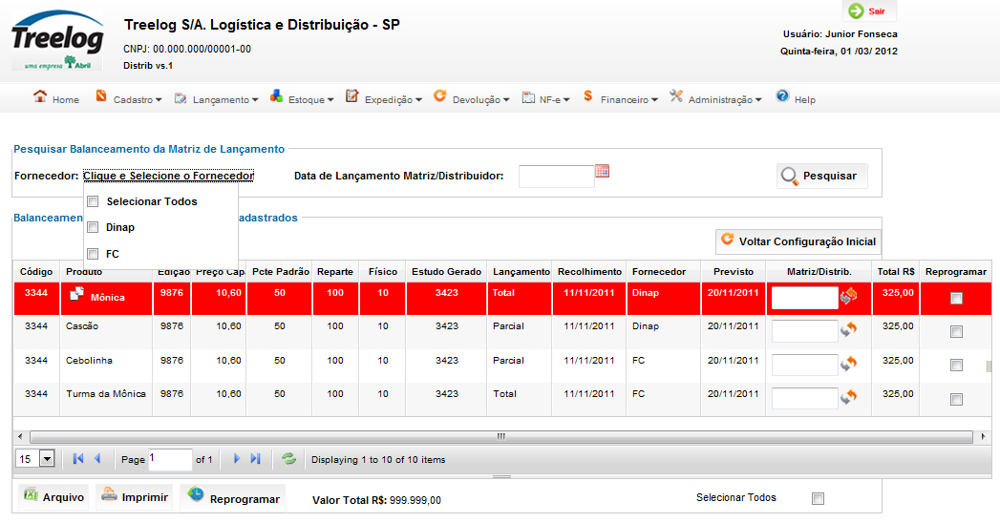 Treelog
uma empresa Abril
Treelog S/A. Logística e Distribuição - SP
CNPJ: 00.000.000/00001-00
Distrib vs.1
Sair
Usuário: Junior Fonseca
Quinta-feira, 01 /03/ 2012
Home Cadastro Lançamento Estoque Expedição Devolução NF-e Financeiro Administração Help
Pesquisar Balanceamento da Matriz de Lançamento
Fornecedor: Clique e Selecione o Fornecedor Data de Lançamento Matriz/Distribuidor: Pesquisar
Selecionar Todos
Dinap
FC
Balanceamen adastrados
Voltar Configuração Inicial
Código Produto Edição Preço Capa Pcte Padrão Reparte Físico Estudo Gerado Lançamento Recolhimento Fornecedor Previsto Matriz/Distrib. Total R$ Reprogramar
3344 Mônica 9876 10,60 50 100 10 3423 Total 11/11/2011 Dinap 20/11/2011 325,00
3344 Cascão 9876 10,60 50 100 10 3423 Parcial 11/11/2011 Dinap 20/11/2011 325,00
3344 Cebolinha 9876 10,60 50 100 10 3423 Parcial 11/11/2011 FC 20/11/2011 325,00
3344 Turma da Mônica 9876 10,60 50 100 10 3423 Total 11/11/2011 FC 20/11/2011 325,00
15 Page 1 of 1 Displaying 1 to 10 of 10 items
Arquivo Imprimir Reprogramar Valor Total R$: 999.999,00 Selecionar Todos